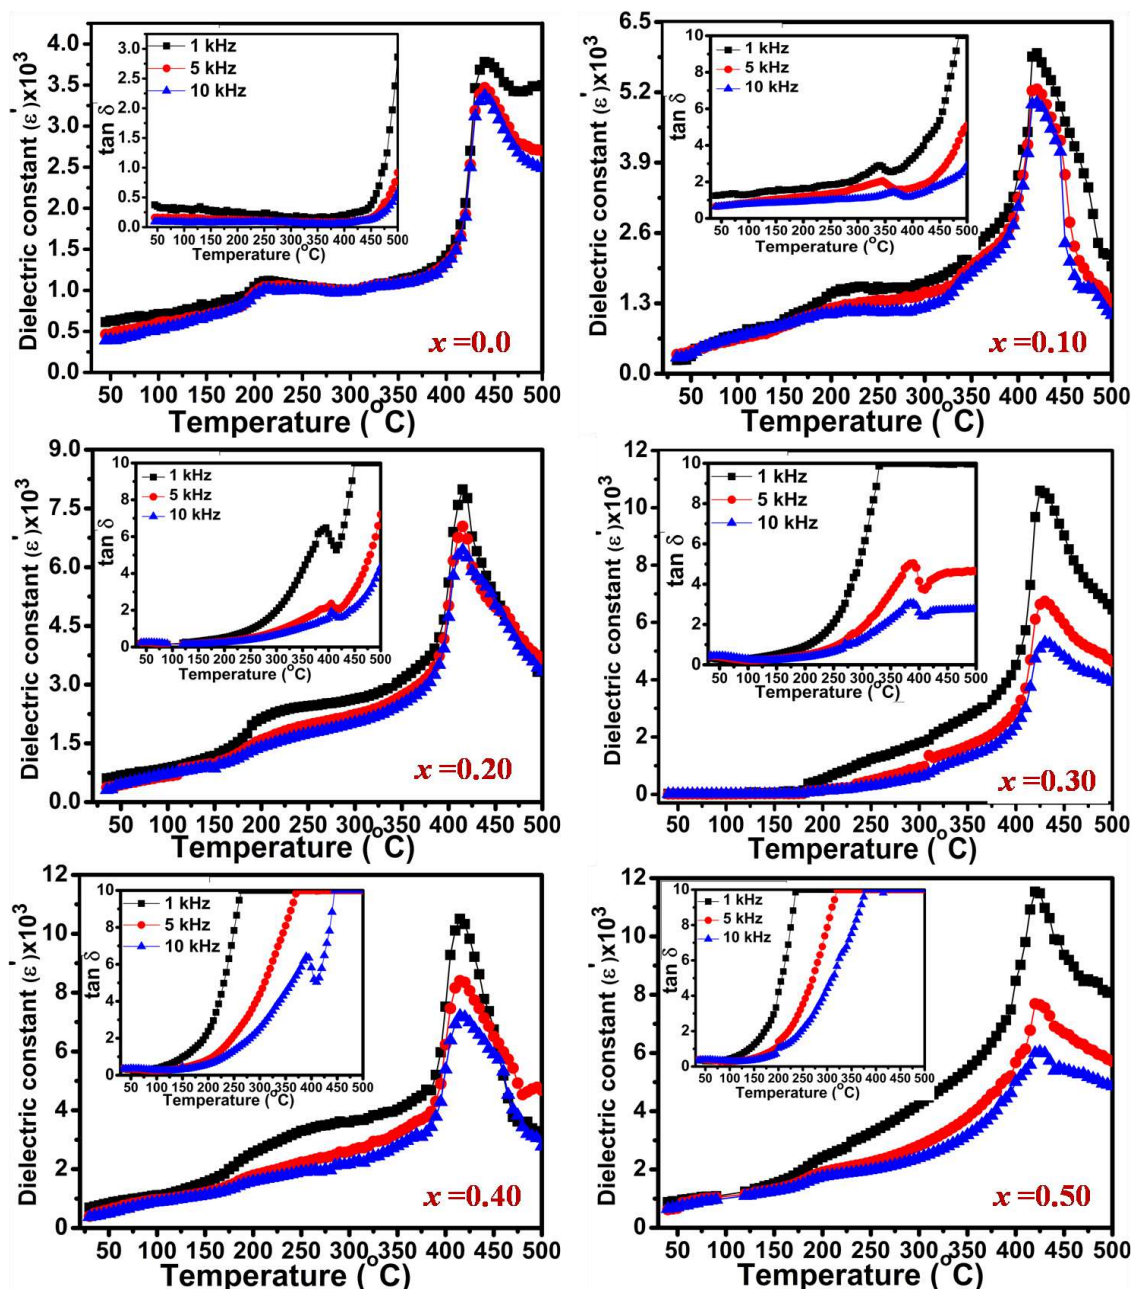 4.0
3.5
3.0
2.5
2.0
1.5
1.0
0.5
0.0
Dielectric constant (ε')x10³
3.0
2.5
2.0
1.5
1.0
0.5
0.0
tan δ
1 kHz
5 kHz
10 kHz
50 100 150 200 250 300 350 400 450 500
Temperature (°C)
x =0.0
50 100 150 200 250 300 350 400 450 500
Temperature (°C)
6.5
5.2
3.9
2.6
1.3
0.0
Dielectric constant (ε')x10³
10
8
6
4
2
0
tan δ
1 kHz
5 kHz
10 kHz
50 100 150 200 250 300 350 400 450 500
Temperature (°C)
x =0.10
50 100 150 200 250 300 350 400 450 500
Temperature (°C)
9.0
7.5
6.0
4.5
3.0
1.5
0.0
Dielectric constant (ε')x10³
10
8
6
4
2
0
tan δ
1 kHz
5 kHz
10 kHz
50 100 150 200 250 300 350 400 450 500
Temperature (°C)
x =0.20
50 100 150 200 250 300 350 400 450 500
Temperature (°C)
12
10
8
6
4
2
0
Dielectric constant (ε')x10³
10
8
6
4
2
0
tan δ
1 kHz
5 kHz
10 kHz
50 100 150 200 250 300 350 400 450 500
Temperature (°C)
x =0.30
50 100 150 200 250 300 350 400 450 500
Temperature (°C)
12
10
8
6
4
2
0
Dielectric constant (ε')x10³
10
8
6
4
2
0
tan δ
1 kHz
5 kHz
10 kHz
50 100 150 200 250 300 350 400 450 500
Temperature (°C)
x =0.40
50 100 150 200 250 300 350 400 450 500
Temperature (°C)
12
10
8
6
4
2
0
Dielectric constant (ε')x10³
10
8
6
4
2
0
tan δ
1 kHz
5 kHz
10 kHz
50 100 150 200 250 300 350 400 450 500
Temperature (°C)
x =0.50
50 100 150 200 250 300 350 400 450 500
Temperature (°C)